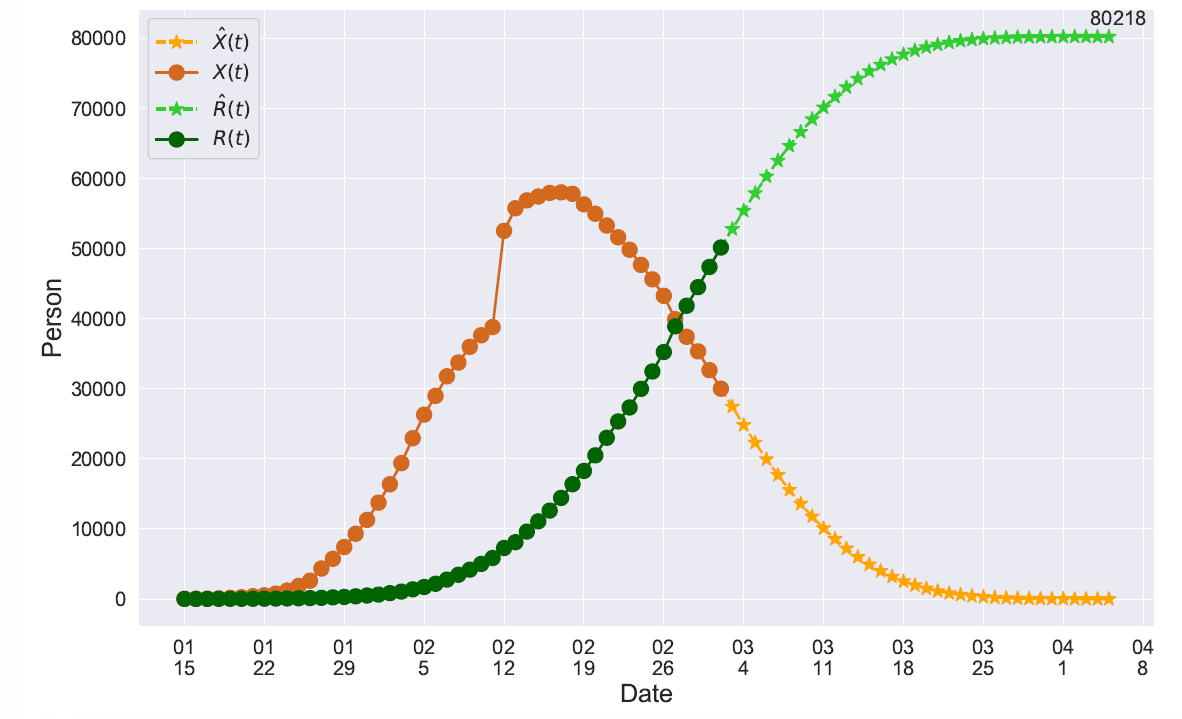 80218
X̂(t)
X(t)
R̂(t)
R(t)
80000
70000
60000
50000
40000
30000
20000
10000
0
Person
01 01 01 02 02 02 02 03 03 03 03 04 04
15 22 29 5 12 19 26 4 11 18 25 1 8
Date